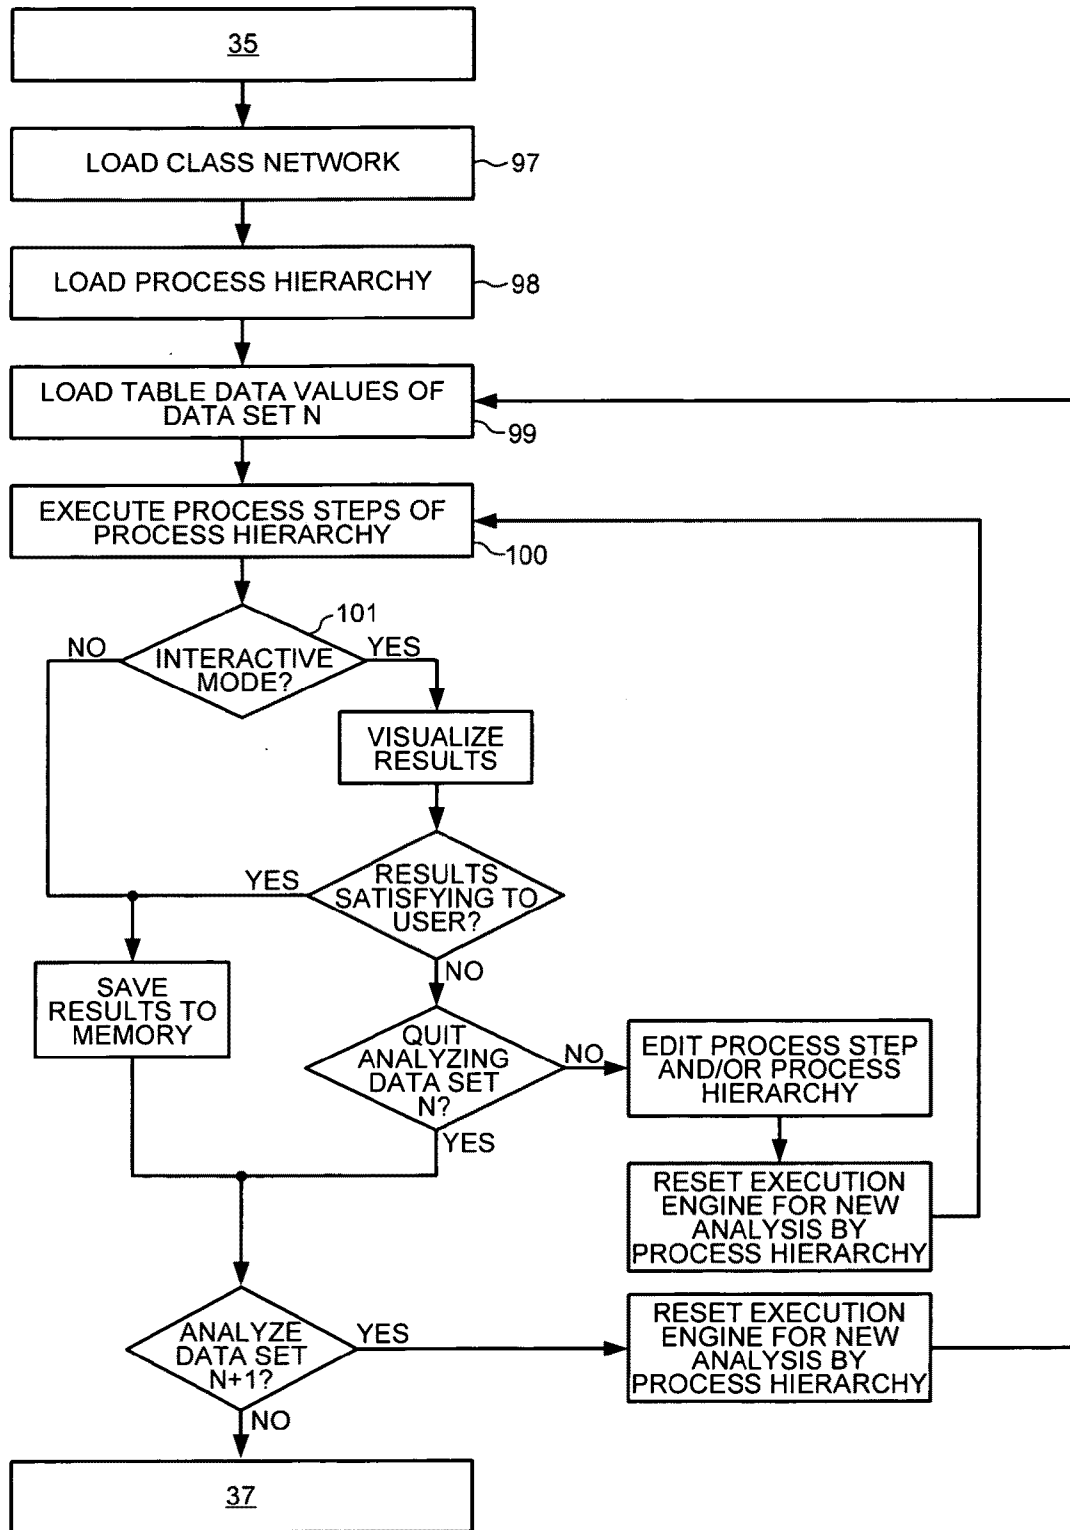 35
LOAD CLASS NETWORK
97
LOAD PROCESS HIERARCHY
98
LOAD TABLE DATA VALUES OF
DATA SET N
99
EXECUTE PROCESS STEPS OF
PROCESS HIERARCHY
100
101
NO
YES
INTERACTIVE
MODE?
VISUALIZE
RESULTS
YES
RESULTS
SATISFYING TO
USER?
NO
SAVE
RESULTS TO
MEMORY
QUIT
ANALYZING
DATA SET
N?
NO
YES
EDIT PROCESS STEP
AND/OR PROCESS
HIERARCHY
RESET EXECUTION
ENGINE FOR NEW
ANALYSIS BY
PROCESS HIERARCHY
ANALYZE
DATA SET
N+1?
YES
NO
RESET EXECUTION
ENGINE FOR NEW
ANALYSIS BY
PROCESS HIERARCHY
37